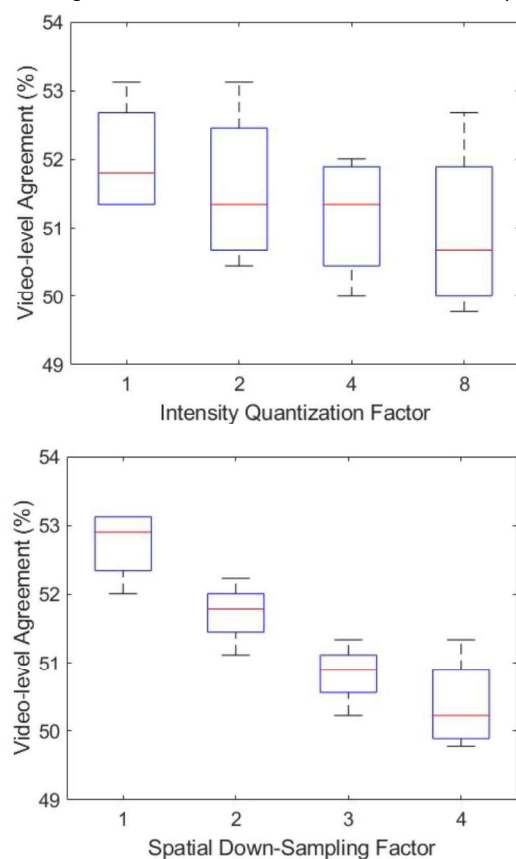 54
53
52
51
50
49
Video-level Agreement (%)
1 2 4 8
Intensity Quantization Factor
54
53
52
51
50
49
Video-level Agreement (%)
1 2 3 4
Spatial Down-Sampling Factor